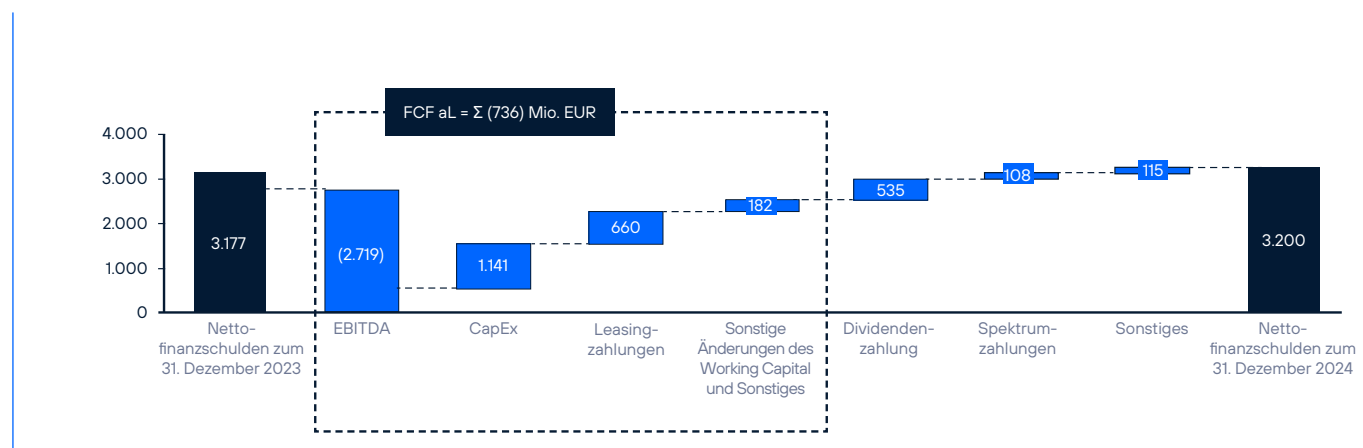 FCF aL = Σ (736) Mio. EUR
4.000
3.000
2.000
1.000
0
3.177
(2.719)
1.141
660
182
535
108
115
3.200
Netto-
finanzschulden zum
31. Dezember 2023
EBITDA
CapEx
Leasing-
zahlungen
Sonstige
Änderungen des
Working Capital
und Sonstiges
Dividenden-
zahlung
Spektrum-
zahlungen
Sonstiges
Netto-
finanzschulden zum
31. Dezember 2024